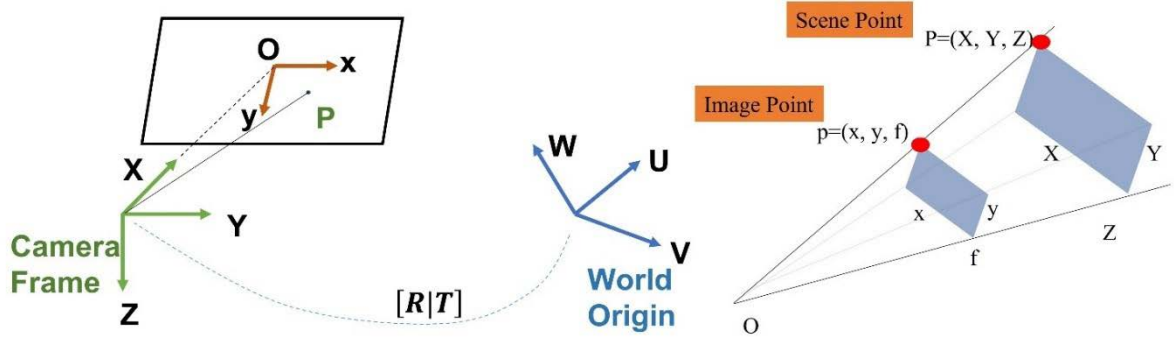 O
x
y
P
X
Y
Camera
Frame
Z
W
U
V
World
Origin
[R|T]
Scene Point
P=(X, Y, Z)
Image Point
p=(x, y, f)
X
Y
x
y
f
Z
O